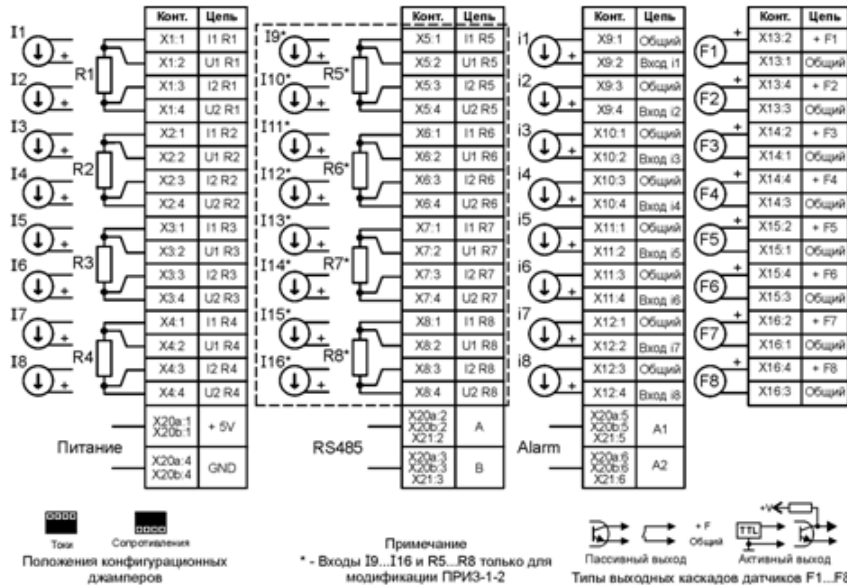 Конт. Цепь Конт. Цепь Конт. Цепь Конт. Цепь
I1 X1:1 I1 R1 I9* X5:1 I1 R5 i1 X9:1 Общий F1 + X13:2 + F1
+ R1 X1:2 U1 R1 + R5* X5:2 U1 R5 + X9:2 Вход i1 X13:1 Общий
I2 X1:3 I2 R1 I10* X5:3 I2 R5 i2 X9:3 Общий F2 + X13:4 + F2
+ X1:4 U2 R1 + X5:4 U2 R5 + X9:4 Вход i2 X13:3 Общий
I3 X2:1 I1 R2 I11* X6:1 I1 R6 i3 X10:1 Общий F3 + X14:2 + F3
+ R2 X2:2 U1 R2 + R6* X6:2 U1 R6 + X10:2 Вход i3 X14:1 Общий
I4 X2:3 I2 R2 I12* X6:3 I2 R6 i4 X10:3 Общий F4 + X14:4 + F4
+ X2:4 U2 R2 + X6:4 U2 R6 + X10:4 Вход i4 X14:3 Общий
I5 X3:1 I1 R3 I13* X7:1 I1 R7 i5 X11:1 Общий F5 + X15:2 + F5
+ R3 X3:2 U1 R3 + R7* X7:2 U1 R7 + X11:2 Вход i5 X15:1 Общий
I6 X3:3 I2 R3 I14* X7:3 I2 R7 i6 X11:3 Общий F6 + X15:4 + F6
+ X3:4 U2 R3 + X7:4 U2 R7 + X11:4 Вход i6 X15:3 Общий
I7 X4:1 I1 R4 I15* X8:1 I1 R8 i7 X12:1 Общий F7 + X16:2 + F7
+ R4 X4:2 U1 R4 + R8* X8:2 U1 R8 + X12:2 Вход i7 X16:1 Общий
I8 X4:3 I2 R4 I16* X8:3 I2 R8 i8 X12:3 Общий F8 + X16:4 + F8
+ X4:4 U2 R4 + X8:4 U2 R8 + X12:4 Вход i8 X16:3 Общий
X20a:1 X20a:2 X20a:5
X20b:1 + 5V X20b:2 A X20b:5 A1
X21:2 X21:5
Питание RS485 Alarm
X20a:4 X20a:3 X20a:6
X20b:4 GND X20b:3 B X20b:6 A2
X21:3 X21:6
Токи Сопротивления
Положения конфигурационных
джамперов
Примечание
* - Входы I9...I16 и R5...R8 только для
модификации ПРИЗ-1-2
+V
+ F TTL
Общий
Пассивный выход Активный выход
Типы выходных каскадов датчиков F1...F8